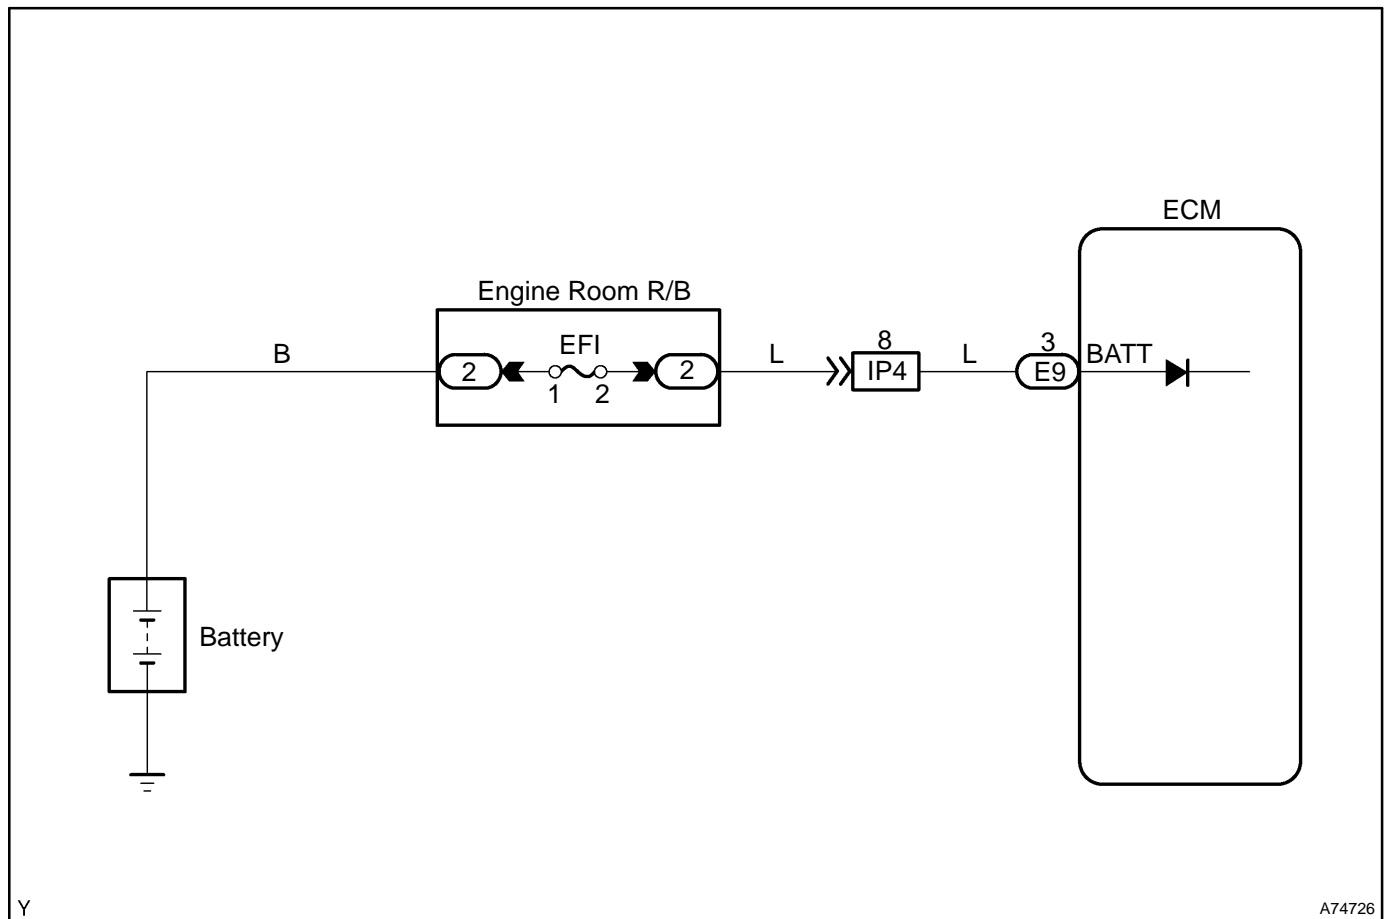 ECM
Engine Room R/B
B
2
EFI
1 2
2
L
8
IP4
L
3
E9
BATT
Battery
Y
A74726